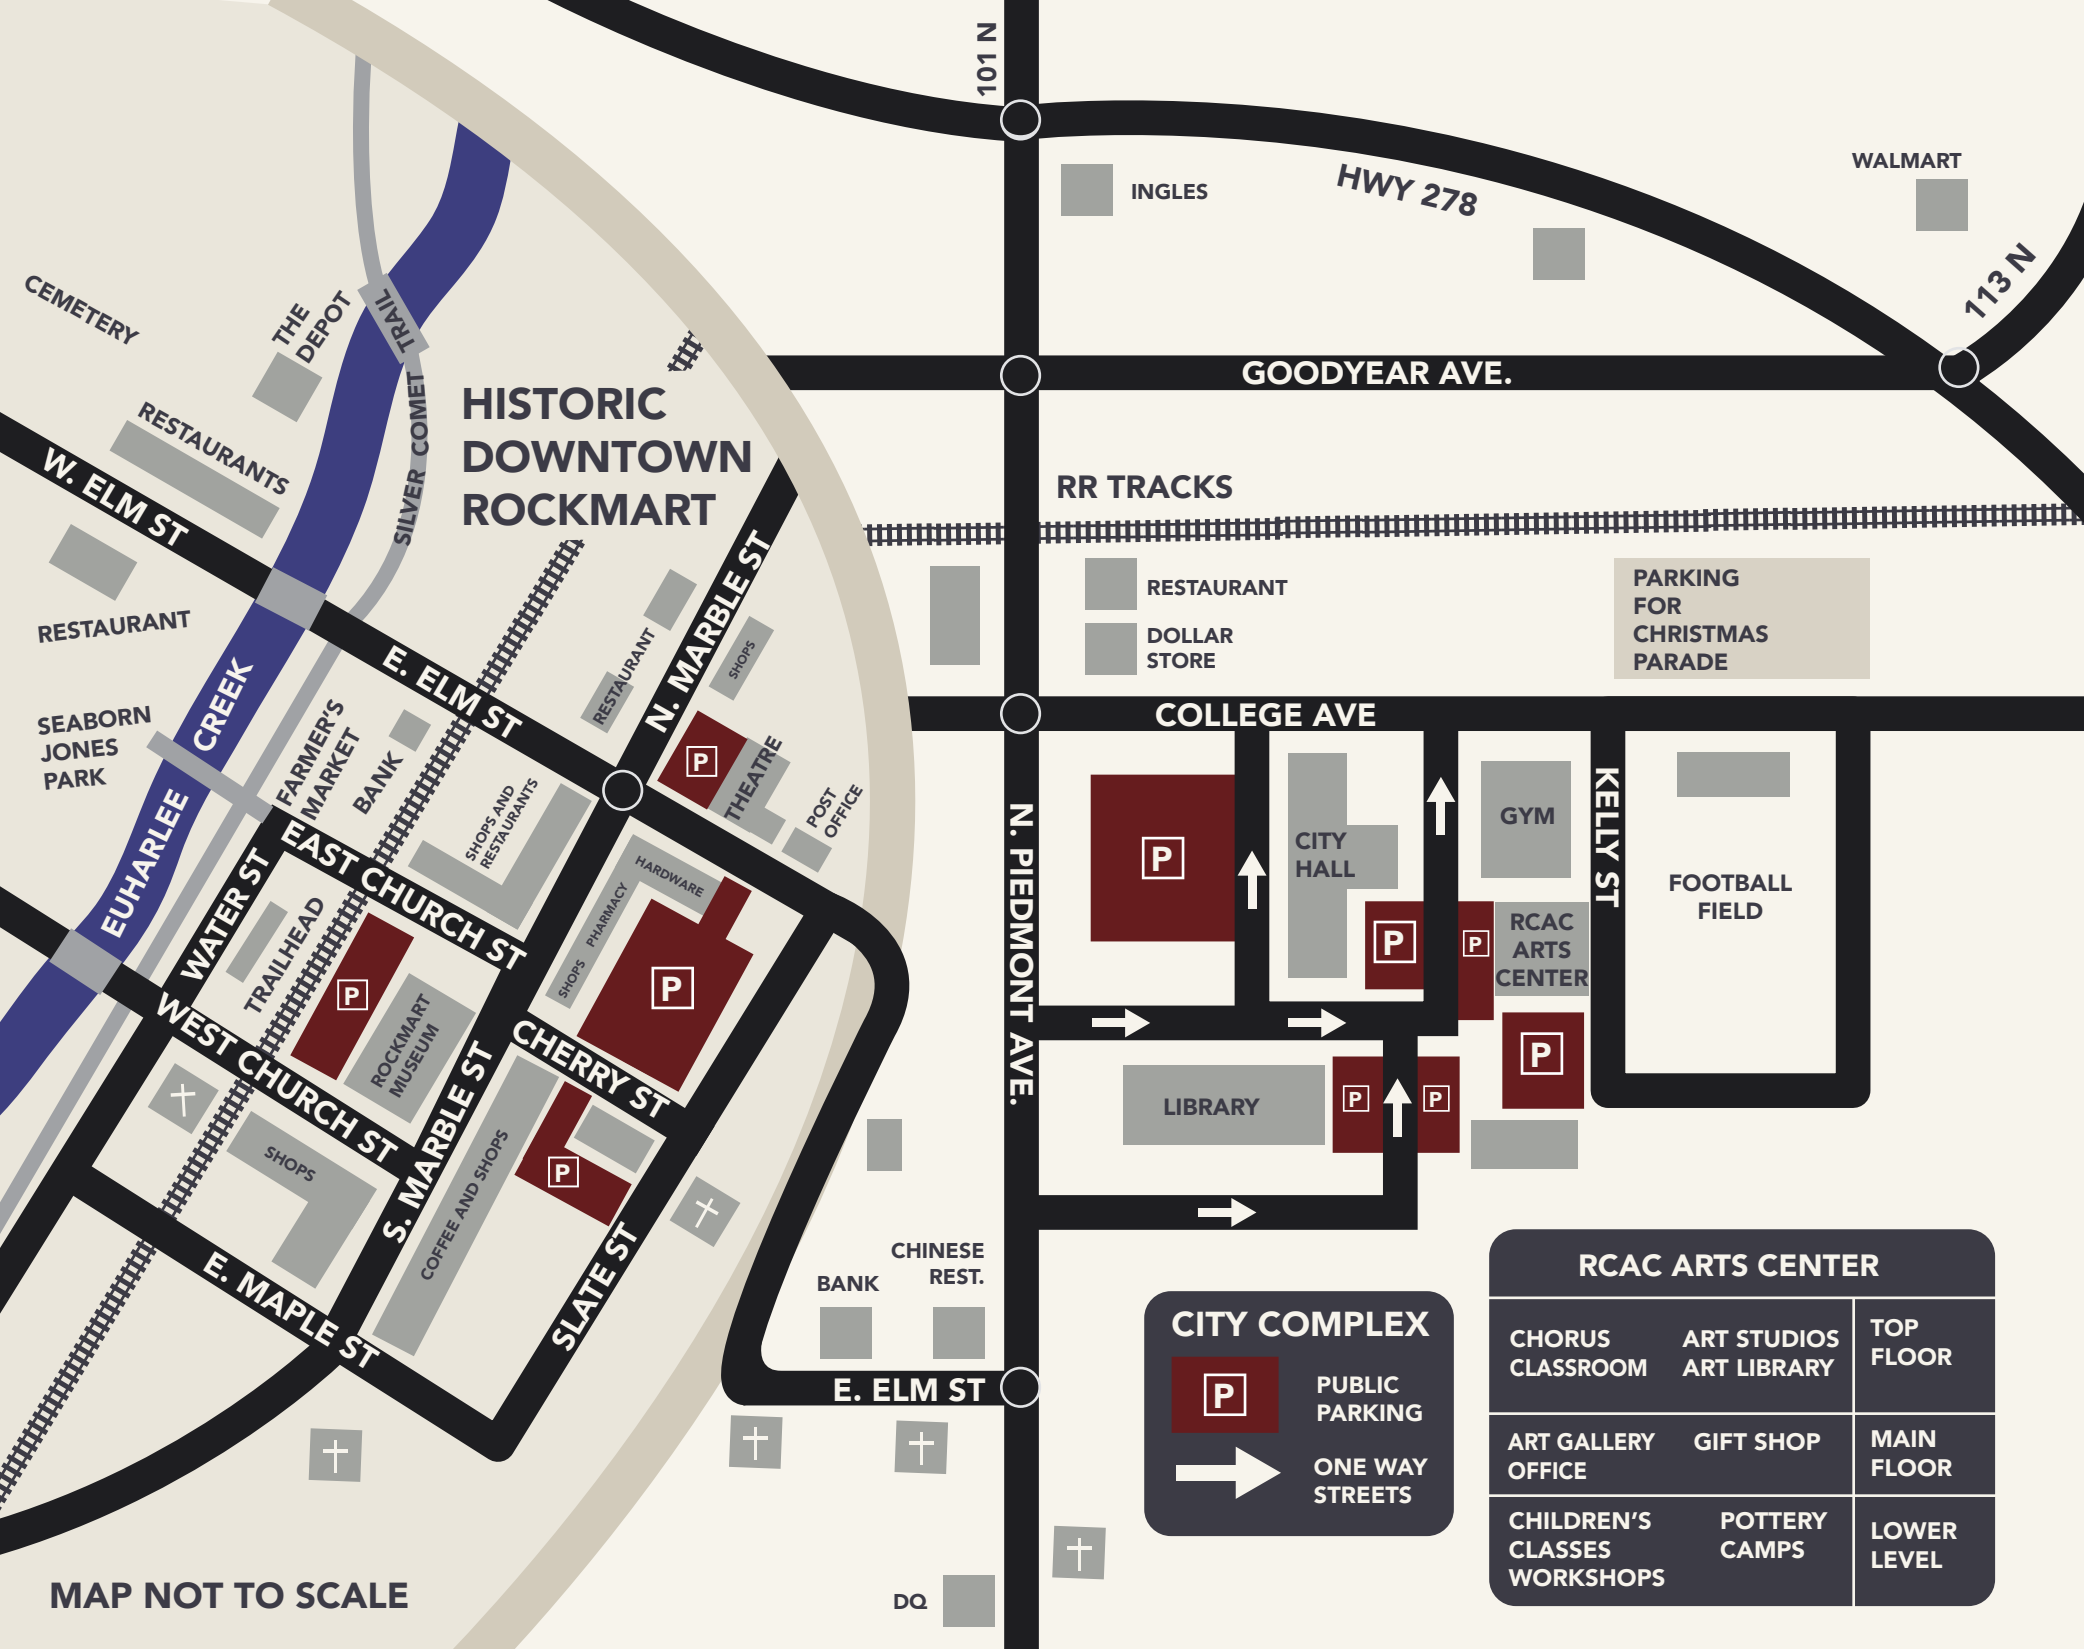 101 N
INGLES
HWY 278
WALMART
113 N
GOODYEAR AVE.
RR TRACKS
CEMETERY
THE
DEPOT
TRAIL
SILVER COMET
RESTAURANTS
W. ELM ST
HISTORIC
DOWNTOWN
ROCKMART
RESTAURANT
SEABORN
JONES
PARK
EUHARLEE
CREEK
E. ELM ST
N. MARBLE ST
RESTAURANT
SHOPS
P
THEATRE
POST
OFFICE
FARMER'S
MARKET
BANK
SHOPS AND
RESTAURANTS
EAST CHURCH ST
WATER ST
TRAILHEAD
P
ROCKMART
MUSEUM
WEST CHURCH ST
HARDWARE
PHARMACY
SHOPS
P
CHERRY ST
S. MARBLE ST
SHOPS
COFFEE AND SHOPS
P
SLATE ST
E. MAPLE ST
RESTAURANT
DOLLAR
STORE
PARKING
FOR
CHRISTMAS
PARADE
COLLEGE AVE
N. PIEDMONT AVE.
P
CITY
HALL
P
P
GYM
RCAC
ARTS
CENTER
KELLY ST
FOOTBALL
FIELD
P
LIBRARY
P
P
CHINESE
REST.
BANK
E. ELM ST
DQ
MAP NOT TO SCALE
CITY COMPLEX
P
PUBLIC
PARKING
ONE WAY
STREETS
RCAC ARTS CENTER
CHORUS
CLASSROOM
ART STUDIOS
ART LIBRARY
TOP
FLOOR
ART GALLERY
OFFICE
GIFT SHOP
MAIN
FLOOR
CHILDREN'S
CLASSES
WORKSHOPS
POTTERY
CAMPS
LOWER
LEVEL